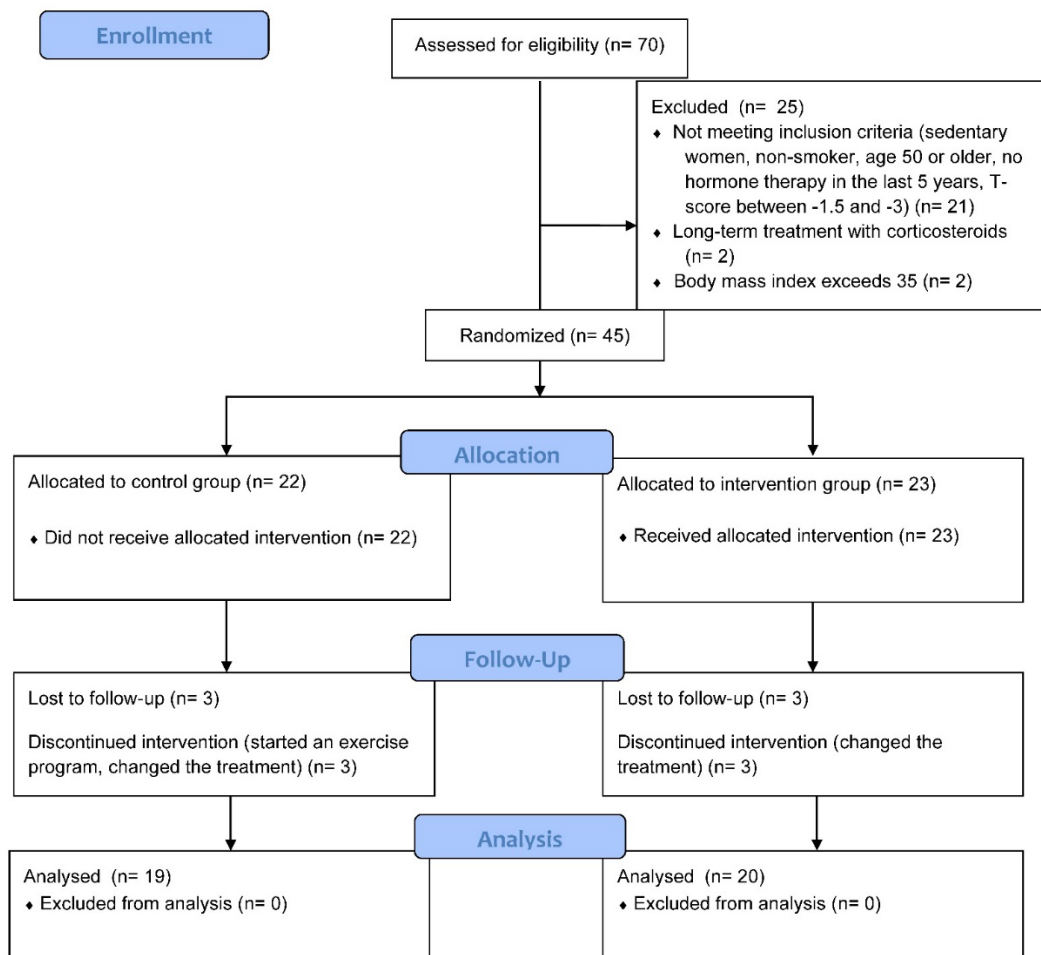 Enrollment
Assessed for eligibility (n= 70)
Excluded (n= 25)
♦ Not meeting inclusion criteria (sedentary
women, non-smoker, age 50 or older, no
hormone therapy in the last 5 years, T-
score between -1.5 and -3) (n= 21)
♦ Long-term treatment with corticosteroids
(n= 2)
♦ Body mass index exceeds 35 (n= 2)
Randomized (n= 45)
Allocation
Allocated to control group (n= 22)
♦ Did not receive allocated intervention (n= 22)
Allocated to intervention group (n= 23)
♦ Received allocated intervention (n= 23)
Follow-Up
Lost to follow-up (n= 3)
Discontinued intervention (started an exercise
program, changed the treatment) (n= 3)
Lost to follow-up (n= 3)
Discontinued intervention (changed the
treatment) (n= 3)
Analysis
Analysed (n= 19)
♦ Excluded from analysis (n= 0)
Analysed (n= 20)
♦ Excluded from analysis (n= 0)